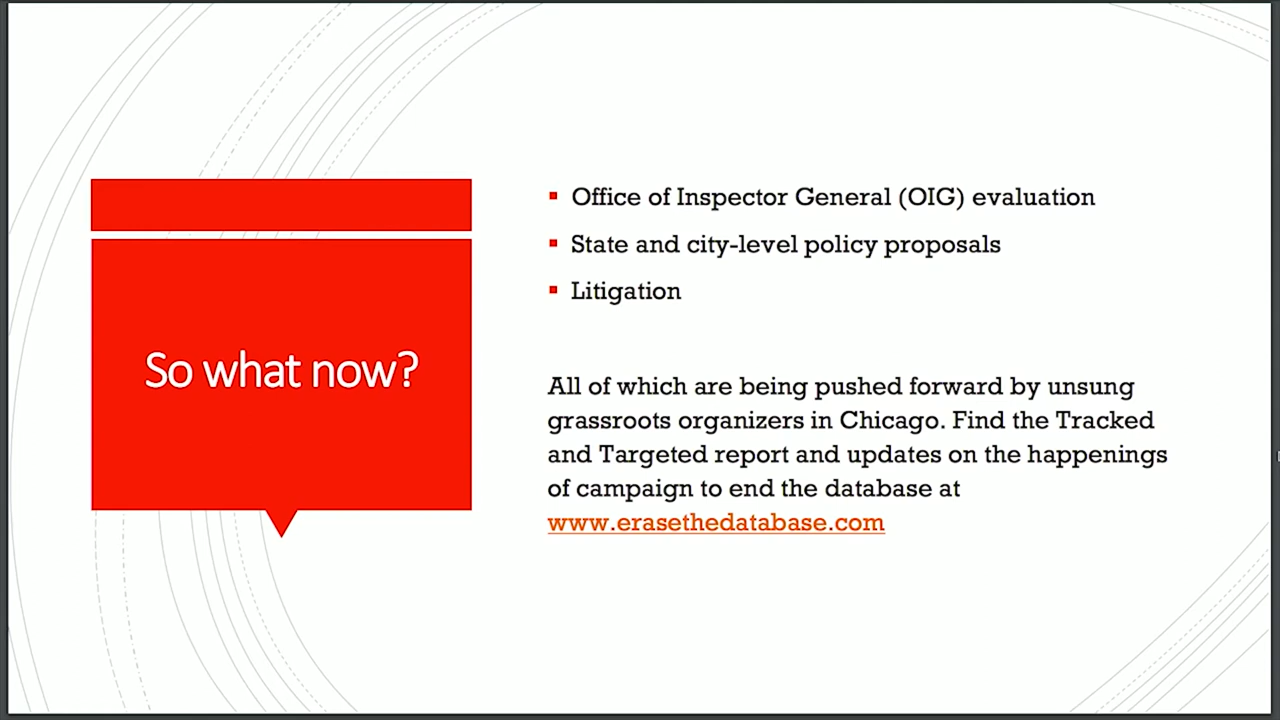 So what now?
Office of Inspector General (OIG) evaluation
State and city-level policy proposals
Litigation
All of which are being pushed forward by unsung
grassroots organizers in Chicago. Find the Tracked
and Targeted report and updates on the happenings
of campaign to end the database at
www.erasethedatabase.com